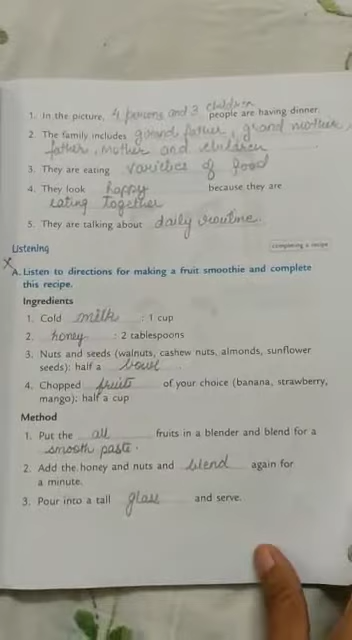 1. In the picture, 4 persons and 3 children people are having dinner.
2. The family includes grand father, grand mother,
father, mother and children
3. They are eating varieties of food
4. They look happy because they are
eating together
5. They are talking about daily routine.
Listening
completing a recipe
X A. Listen to directions for making a fruit smoothie and complete
this recipe.
Ingredients
1. Cold milk : 1 cup
2. honey : 2 tablespoons
3. Nuts and seeds (walnuts, cashew nuts, almonds, sunflower
seeds): half a bowl.
4. Chopped fruits of your choice (banana, strawberry,
mango): half a cup
Method
1. Put the all fruits in a blender and blend for a
smooth paste.
2. Add the honey and nuts and blend again for
a minute.
3. Pour into a tall glass and serve.